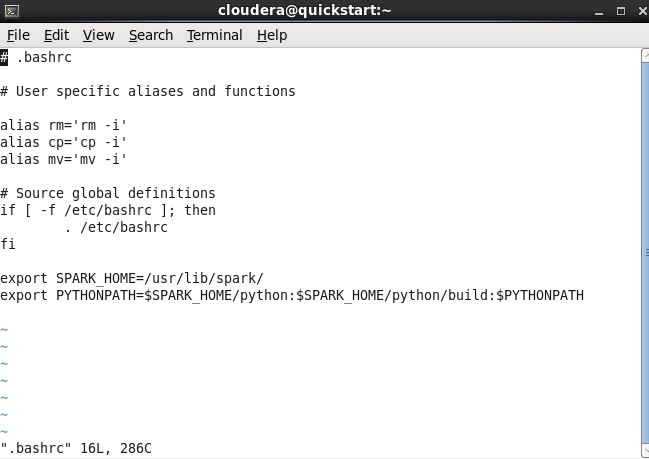 cloudera@quickstart:~
File Edit View Search Terminal Help
# .bashrc
# User specific aliases and functions
alias rm='rm -i'
alias cp='cp -i'
alias mv='mv -i'
# Source global definitions
if [ -f /etc/bashrc ]; then
        . /etc/bashrc
fi
export SPARK_HOME=/usr/lib/spark/
export PYTHONPATH=$SPARK_HOME/python:$SPARK_HOME/python/build:$PYTHONPATH
~
~
~
~
~
~
~
".bashrc" 16L, 286C